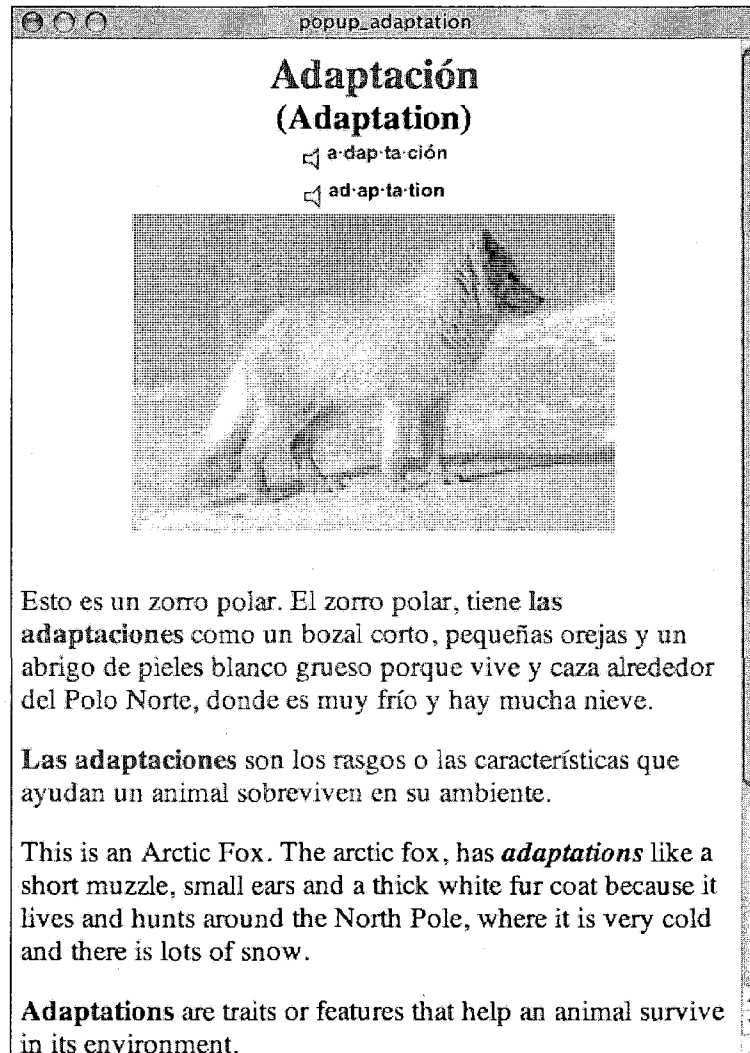 popup_adaptation
Adaptación
(Adaptation)
a·dap·ta·ción
ad·ap·ta·tion
Esto es un zorro polar. El zorro polar, tiene las
adaptaciones como un bozal corto, pequeñas orejas y un
abrigo de pieles blanco grueso porque vive y caza alrededor
del Polo Norte, donde es muy frío y hay mucha nieve.
Las adaptaciones son los rasgos o las características que
ayudan un animal sobreviven en su ambiente.
This is an Arctic Fox. The arctic fox, has adaptations like a
short muzzle, small ears and a thick white fur coat because it
lives and hunts around the North Pole, where it is very cold
and there is lots of snow.
Adaptations are traits or features that help an animal survive
in its environment.